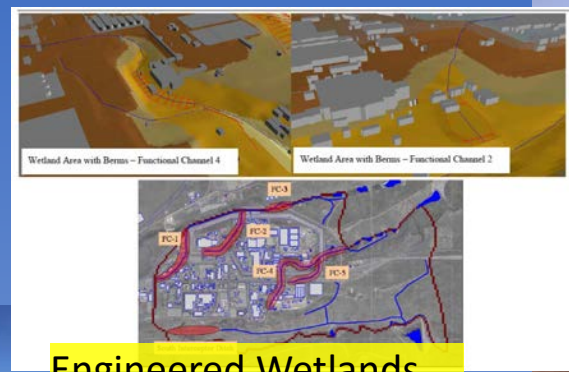 Wetland Area with Berms – Functional Channel 4
Wetland Area with Berms – Functional Channel 2
FC-3
FC-1
FC-2
FC-4
FC-5
Engineered Wetlands